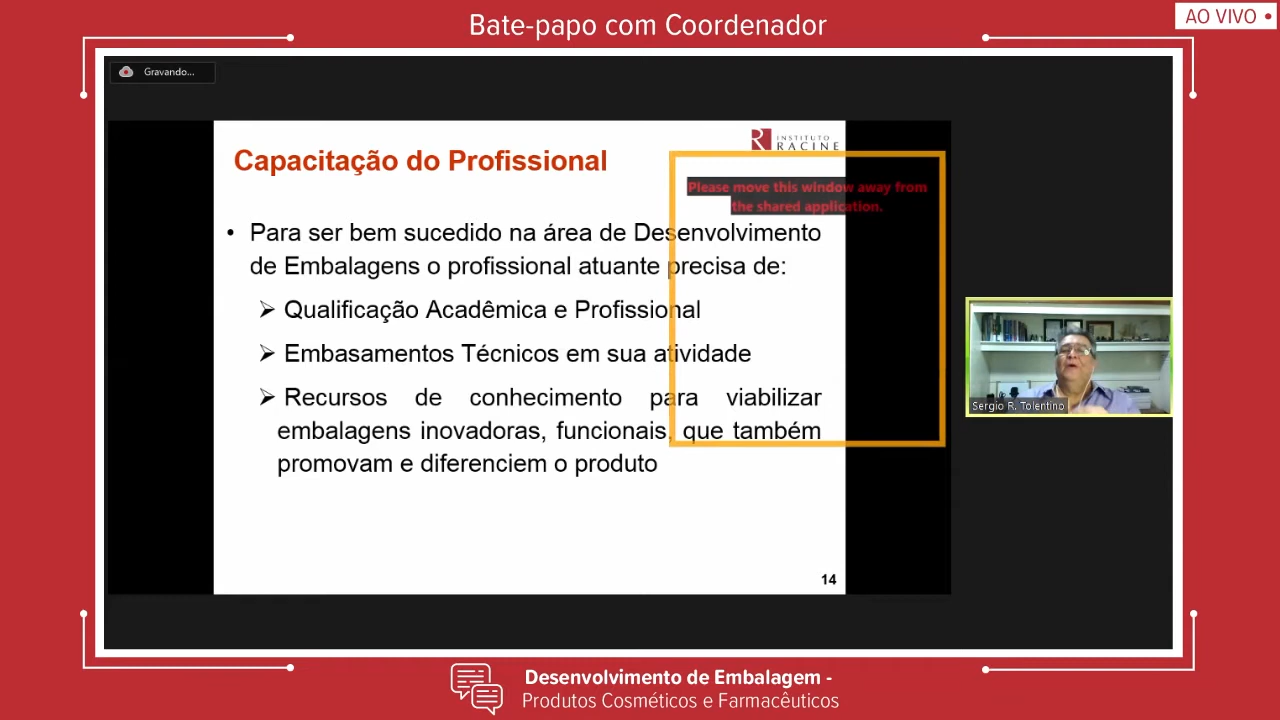 Bate-papo com Coordenador
AO VIVO
Gravando...
INSTITUTO
RACINE
Capacitação do Profissional
Please move this window away from
the shared application.
• Para ser bem sucedido na área de Desenvolvimento
de Embalagens o profissional atuante precisa de:
➢ Qualificação Acadêmica e Profissional
➢ Embasamentos Técnicos em sua atividade
➢ Recursos de conhecimento para viabilizar
embalagens inovadoras, funcionais, que também
promovam e diferenciem o produto
14
Sergio R. Tolentino
Desenvolvimento de Embalagem -
Produtos Cosméticos e Farmacêuticos